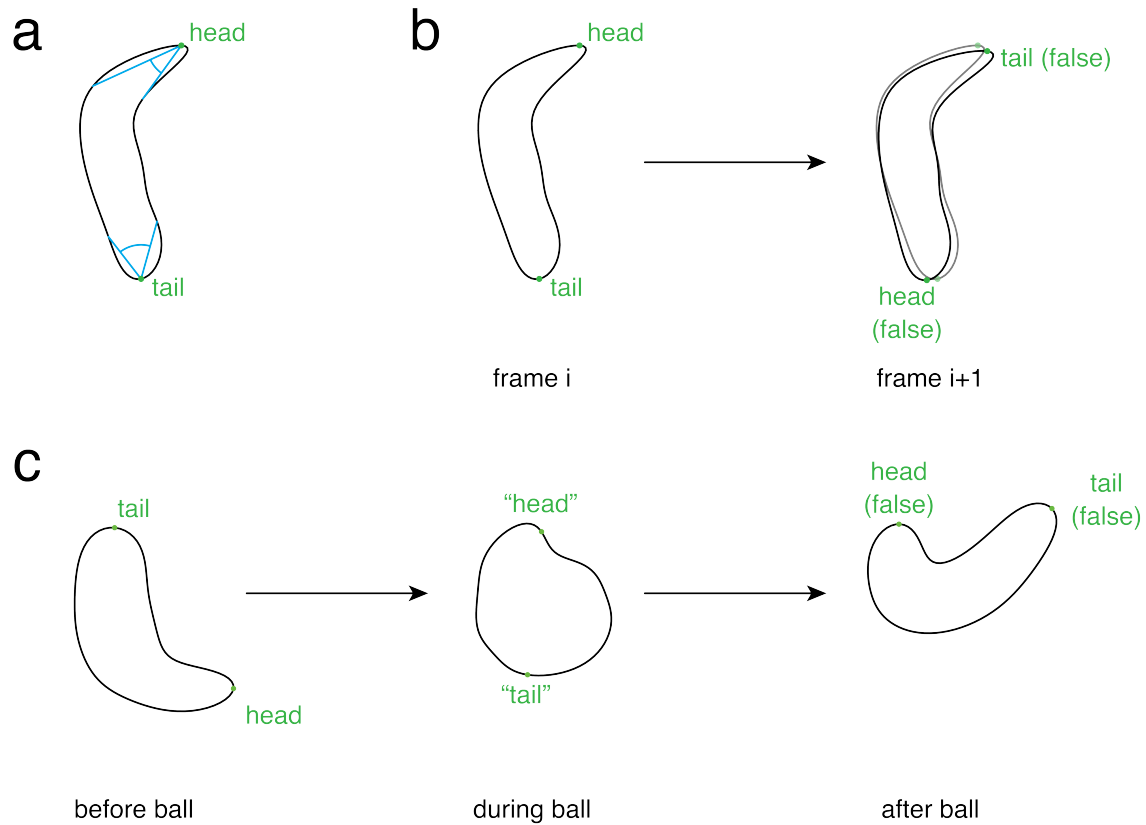 a
head
tail
b
head
tail
frame i
tail (false)
head
(false)
frame i+1
c
tail
head
before ball
“head”
“tail”
during ball
head
(false)
tail
(false)
after ball